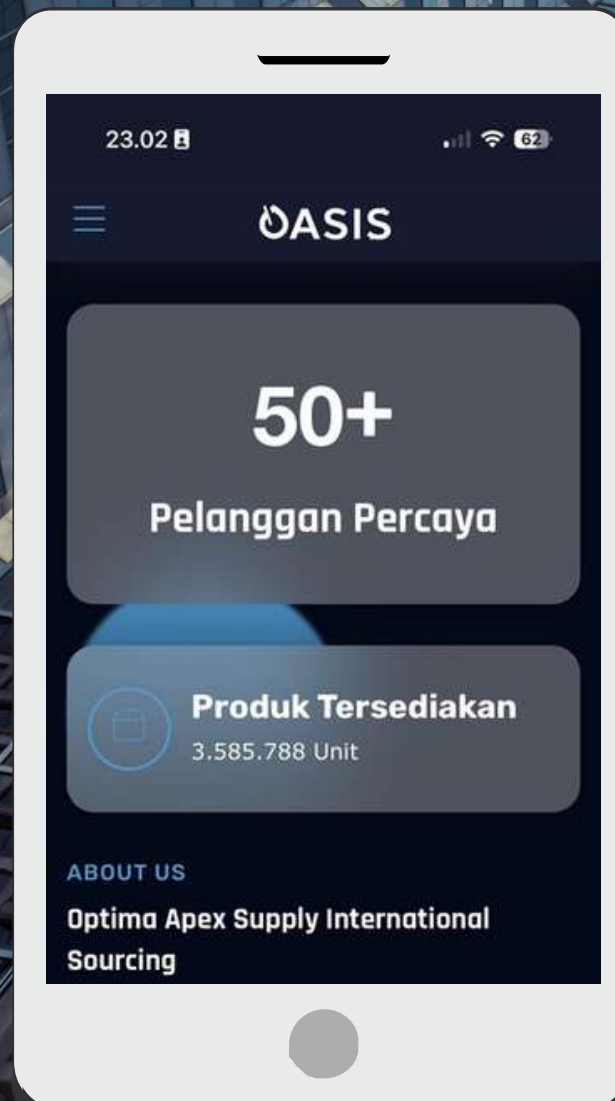 23.02
62
OASIS
50+
Pelanggan Percaya
Produk Tersediakan
3.585.788 Unit
ABOUT US
Optima Apex Supply International
Sourcing